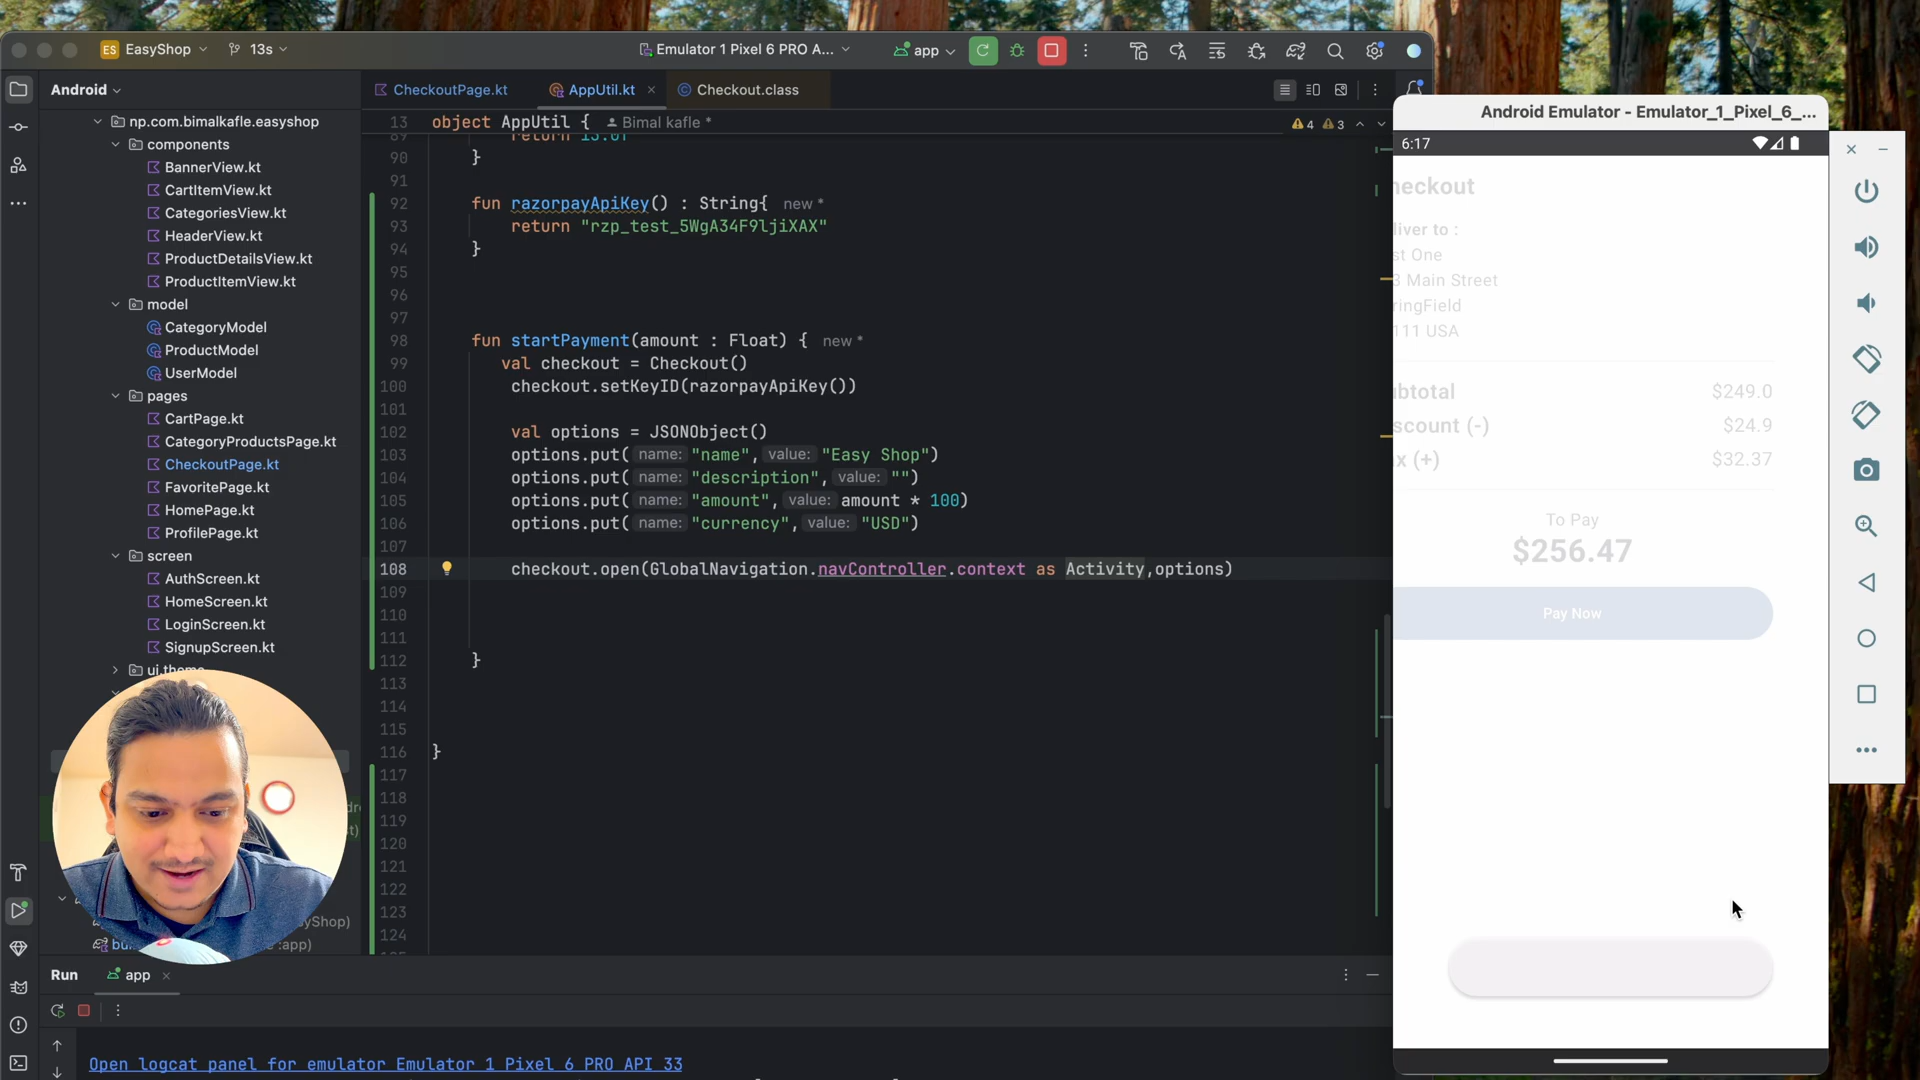 ES EasyShop
13s
Emulator 1 Pixel 6 PRO A...
app
Android
CheckoutPage.kt
AppUtil.kt
Checkout.class
13 object AppUtil { Bimal kafle *
4 3
np.com.bimalkafle.easyshop
components
BannerView.kt
CartItemView.kt
CategoriesView.kt
HeaderView.kt
ProductDetailsView.kt
ProductItemView.kt
model
CategoryModel
ProductModel
UserModel
pages
CartPage.kt
CategoryProductsPage.kt
CheckoutPage.kt
FavoritePage.kt
HomePage.kt
ProfilePage.kt
screen
AuthScreen.kt
HomeScreen.kt
LoginScreen.kt
SignupScreen.kt
ui.theme
syShop)
:app)
90 }
91
92 fun razorpayApiKey() : String{ new *
93 return "rzp_test_5WgA34F9ljiXAX"
94 }
95
96
97
98 fun startPayment(amount : Float) { new *
99 val checkout = Checkout()
100 checkout.setKeyID(razorpayApiKey())
101
102 val options = JSONObject()
103 options.put( name: "name", value: "Easy Shop")
104 options.put( name: "description", value: "")
105 options.put( name: "amount", value: amount * 100)
106 options.put( name: "currency", value: "USD")
107
108 checkout.open(GlobalNavigation.navController.context as Activity,options)
109
110
111
112 }
113
114
115
116 }
117
118
119
120
121
122
123
124
Run app
Open logcat panel for emulator Emulator 1 Pixel 6 PRO API 33
Android Emulator - Emulator_1_Pixel_6_...
6:17
heckout
liver to :
st One
3 Main Street
ringField
111 USA
btotal $249.0
scount (-) $24.9
x (+) $32.37
To Pay
$256.47
Pay Now